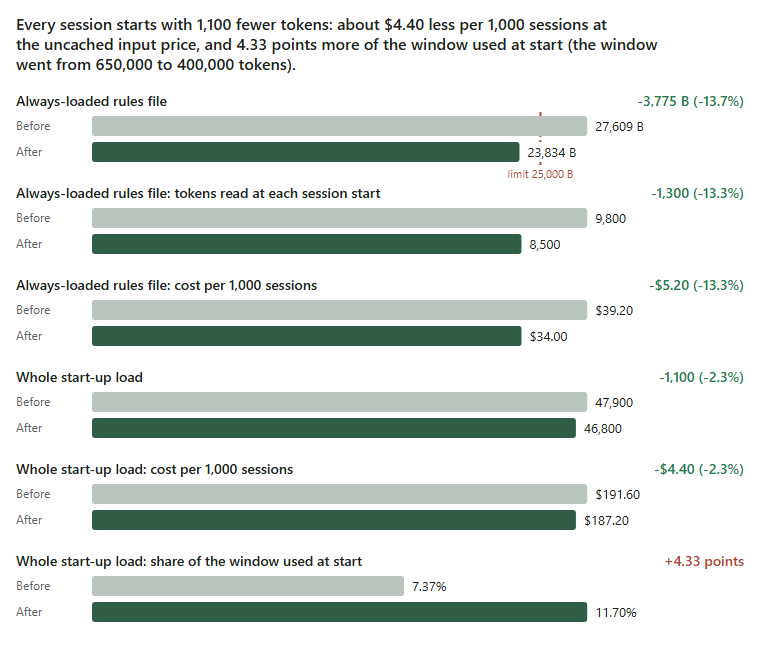 Every session starts with 1,100 fewer tokens: about $4.40 less per 1,000 sessions at
the uncached input price, and 4.33 points more of the window used at start (the window
went from 650,000 to 400,000 tokens).
Always-loaded rules file -3,775 B (-13.7%)
Before 27,609 B
After 23,834 B
limit 25,000 B
Always-loaded rules file: tokens read at each session start -1,300 (-13.3%)
Before 9,800
After 8,500
Always-loaded rules file: cost per 1,000 sessions -$5.20 (-13.3%)
Before $39.20
After $34.00
Whole start-up load -1,100 (-2.3%)
Before 47,900
After 46,800
Whole start-up load: cost per 1,000 sessions -$4.40 (-2.3%)
Before $191.60
After $187.20
Whole start-up load: share of the window used at start +4.33 points
Before 7.37%
After 11.70%